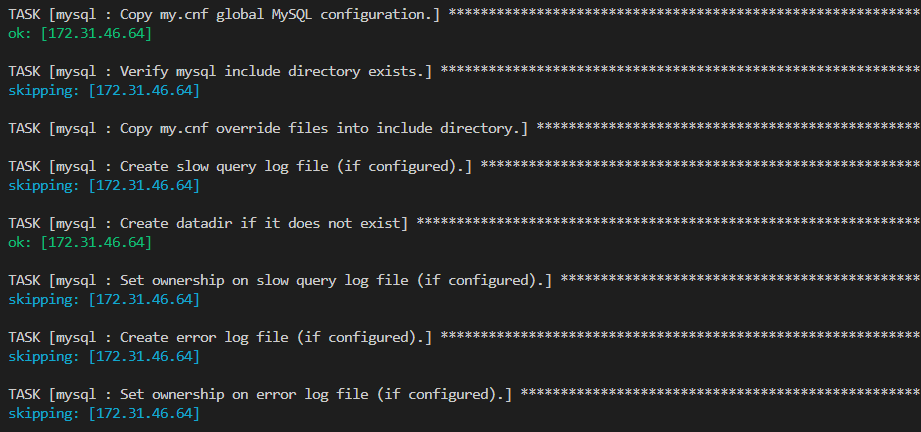 TASK [mysql : Copy my.cnf global MySQL configuration.] ***********************************************************
ok: [172.31.46.64]
TASK [mysql : Verify mysql include directory exists.] ************************************************************
skipping: [172.31.46.64]
TASK [mysql : Copy my.cnf override files into include directory.] ************************************************
TASK [mysql : Create slow query log file (if configured).] *******************************************************
skipping: [172.31.46.64]
TASK [mysql : Create datadir if it does not exist] ***************************************************************
ok: [172.31.46.64]
TASK [mysql : Set ownership on slow query log file (if configured).] *********************************************
skipping: [172.31.46.64]
TASK [mysql : Create error log file (if configured).] ************************************************************
skipping: [172.31.46.64]
TASK [mysql : Set ownership on error log file (if configured).] **************************************************
skipping: [172.31.46.64]